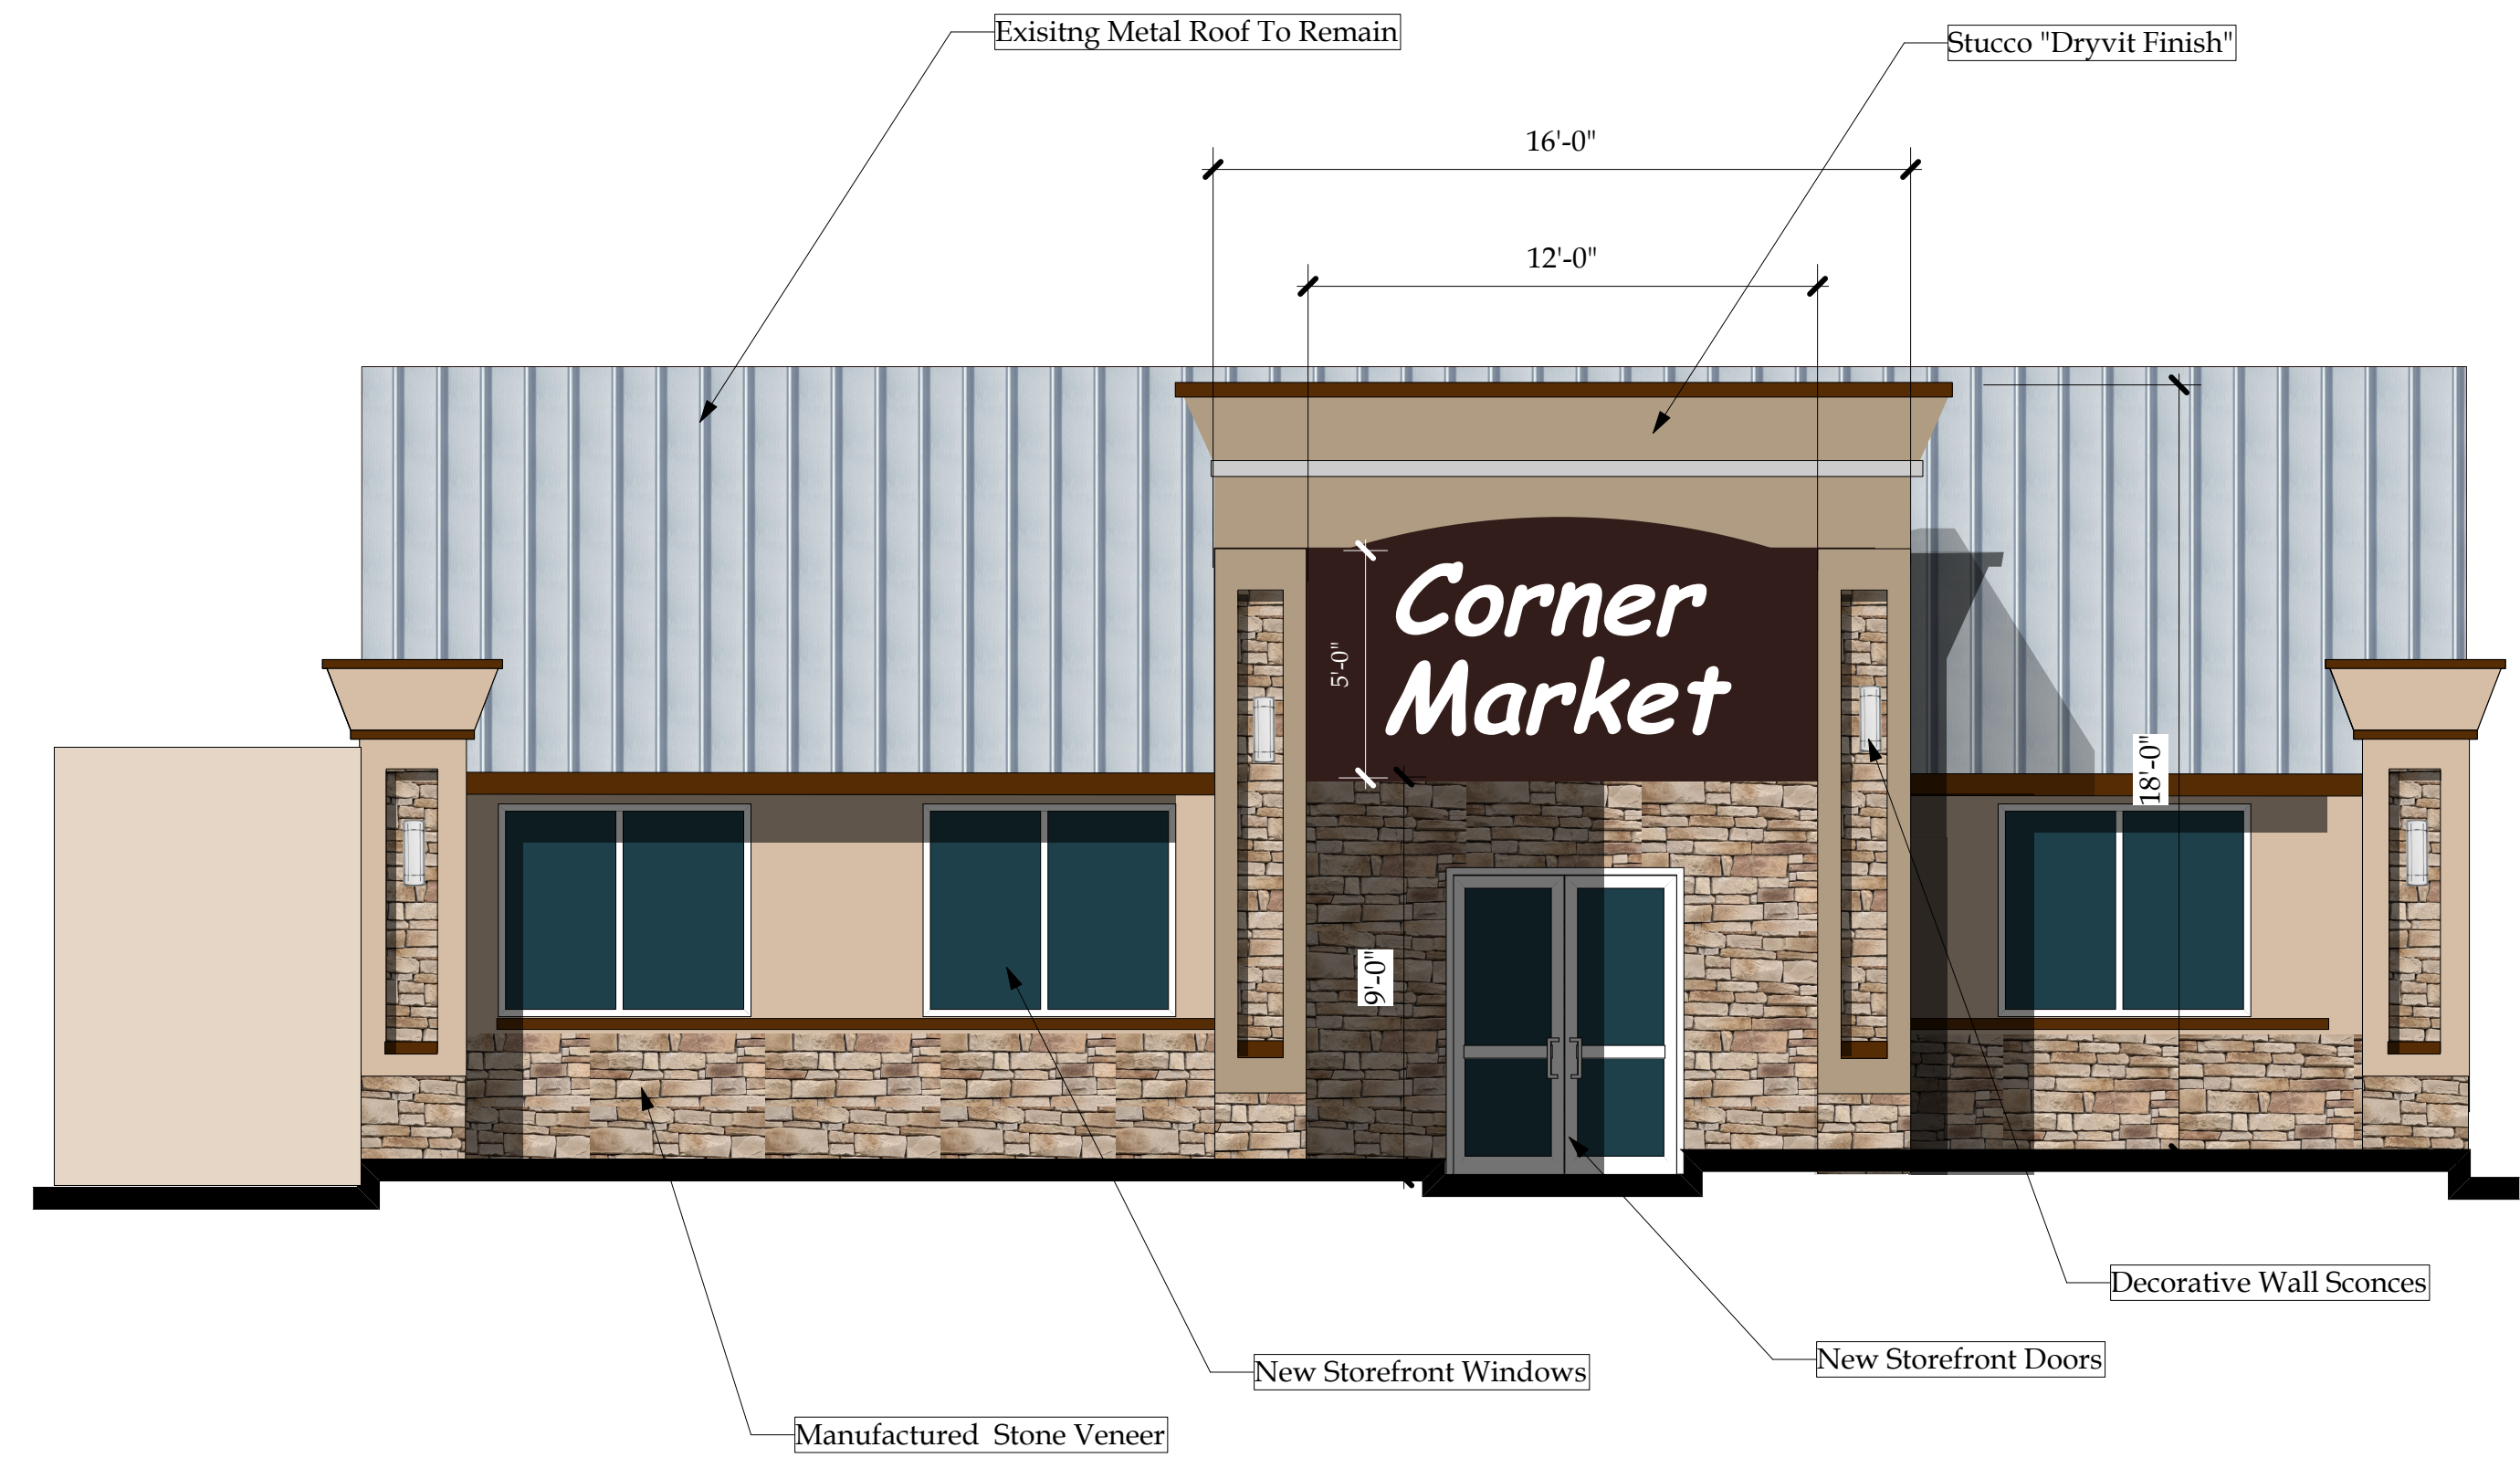 Exisitng Metal Roof To Remain
Stucco "Dryvit Finish"
16'-0"
12'-0"
Corner
Market
5'-0"
18'-0"
9'-0"
Decorative Wall Sconces
New Storefront Doors
New Storefront Windows
Manufactured  Stone Veneer